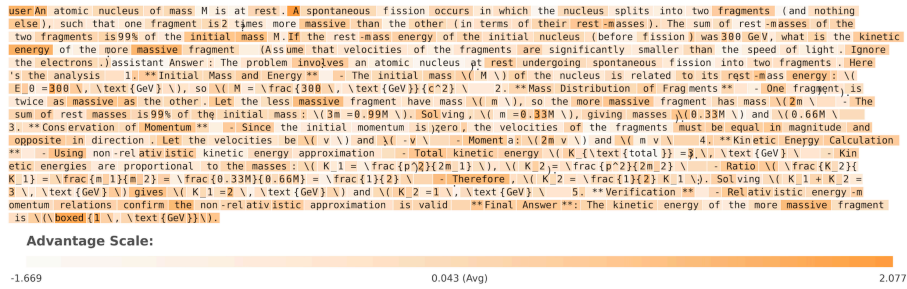 userAn atomic nucleus of mass M is at rest. A spontaneous fission occurs in which the nucleus splits into two fragments (and nothing
else), such that one fragment is 2 times more massive than the other (in terms of their rest-masses). The sum of rest-masses of the
two fragments is 99% of the initial mass M.If the rest-mass energy of the initial nucleus (before fission) was 300 GeV, what is the kinetic
energy of the more massive fragment (Assume that velocities of the fragments are significantly smaller than the speed of light. Ignore
the electrons.)assistant Answer: The problem involves an atomic nucleus at rest undergoing spontaneous fission into two fragments. Here
's the analysis 1. **Initial Mass and Energy** - The initial mass \( M \) of the nucleus is related to its rest-mass energy: \(
E_0 =300 \, \text{GeV} \), so \( M = \frac{300 \, \text{GeV}}{c^2} \ 2. **Mass Distribution of Fragments** - One fragment is
twice as massive as the other. Let the less massive fragment have mass \( m \), so the more massive fragment has mass \(2m \ - The
sum of rest masses is 99% of the initial mass: \(3m =0.99M \). Solving, \( m =0.33M \), giving masses \(0.33M \) and \(0.66M \
3. **Conservation of Momentum** - Since the initial momentum is zero, the velocities of the fragments must be equal in magnitude and
opposite in direction. Let the velocities be \( v \) and \( -v \ - Momenta: \(2m v \) and \( m v \ 4. **Kinetic Energy Calculation
** - Using non-relativistic kinetic energy approximation - Total kinetic energy \( K_{\text{total}} =3\, \text{GeV} \ - Kin
etic energies are proportional to the masses: \( K_1 = \frac{p^2}{2m_1} \), \( K_2 = \frac{p^2}{2m_2} \ - Ratio \( \frac{K_2}{
K_1} = \frac{m_1}{m_2} = \frac{0.33M}{0.66M} = \frac{1}{2} \ - Therefore, \( K_2 = \frac{1}{2} K_1 \). Solving \( K_1 + K_2 =
3 \, \text{GeV} \) gives \( K_1 =2 \, \text{GeV} \) and \( K_2 =1 \, \text{GeV} \ 5. **Verification** - Relativistic energy-m
omentum relations confirm the non-relativistic approximation is valid **Final Answer**: The kinetic energy of the more massive fragment
is \(\boxed{1 \, \text{GeV}}\).
Advantage Scale:
-1.669 0.043 (Avg) 2.077